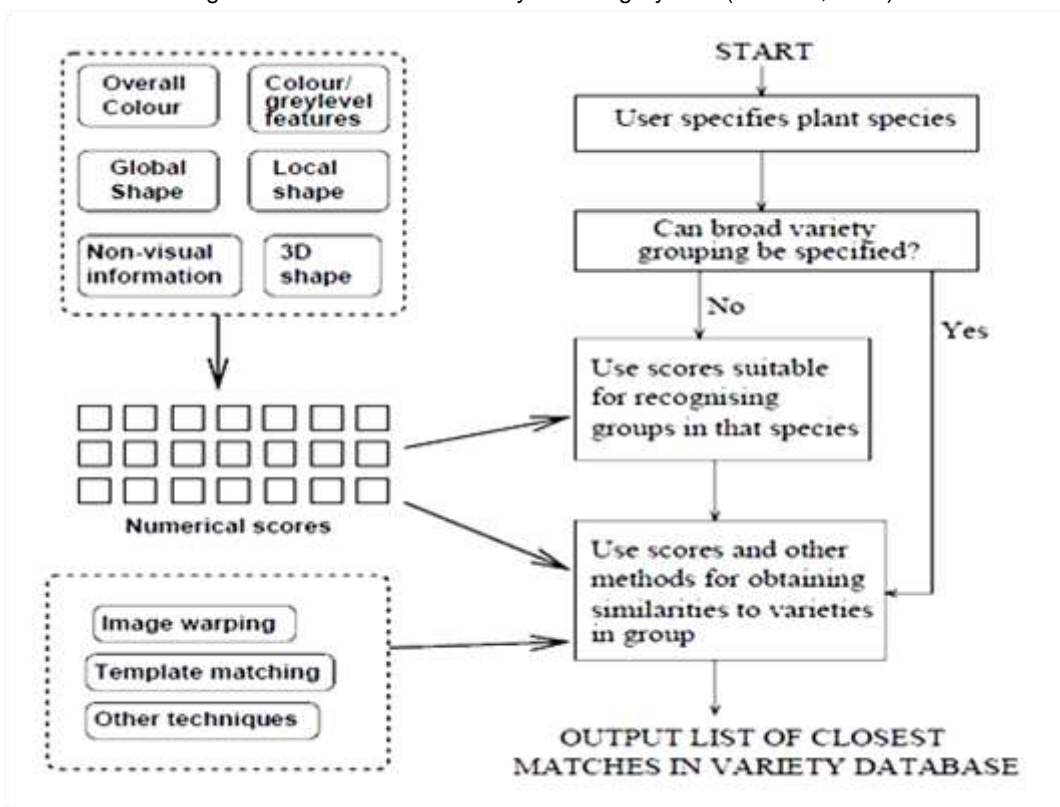 START
Overall
Colour
Colour/
greylevel
features
User specifies plant species
Global
Shape
Local
shape
Can broad variety
grouping be specified?
Non-visual
information
3D
shape
No
Yes
Use scores suitable
for recognising
groups in that species
Numerical scores
Use scores and other
methods for obtaining
similarities to varieties
in group
Image warping
Template matching
Other techniques
OUTPUT LIST OF CLOSEST
MATCHES IN VARIETY DATABASE